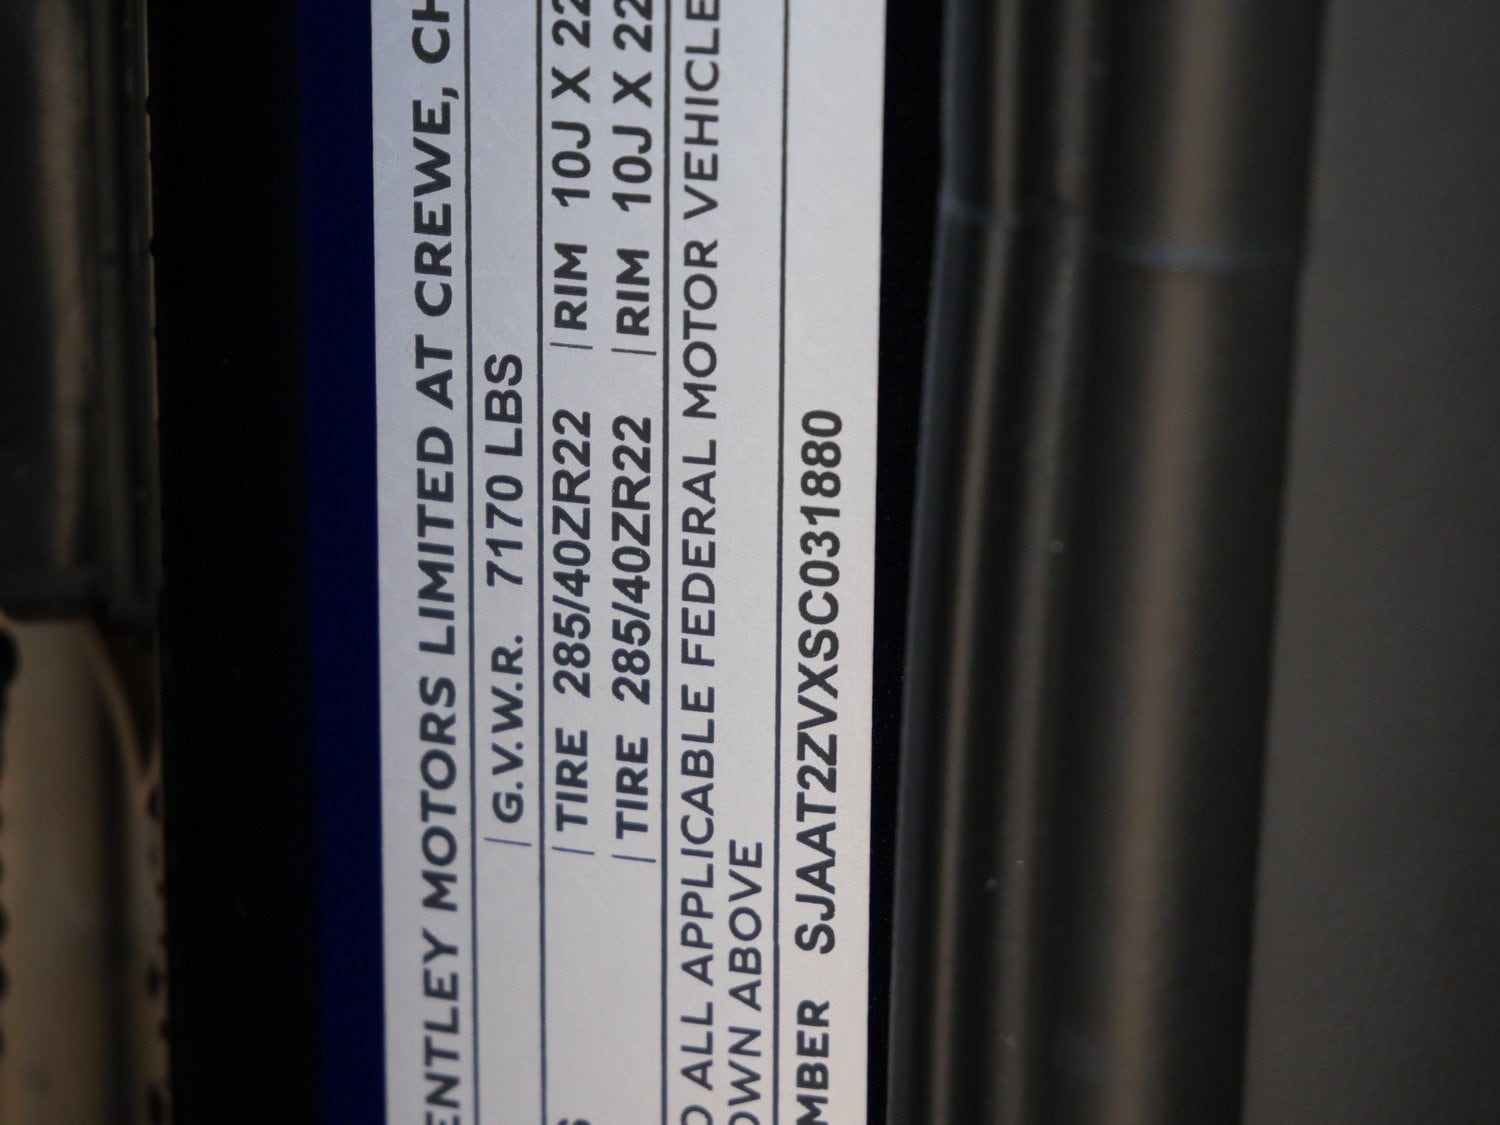 ENTLEY MOTORS LIMITED AT CREWE, CH
G.V.W.R. 7170 LBS
TIRE 285/40ZR22 RIM 10J X 22
TIRE 285/40ZR22 RIM 10J X 22
O ALL APPLICABLE FEDERAL MOTOR VEHICLE
OWN ABOVE
MBER SJAAT2ZVXSC031880